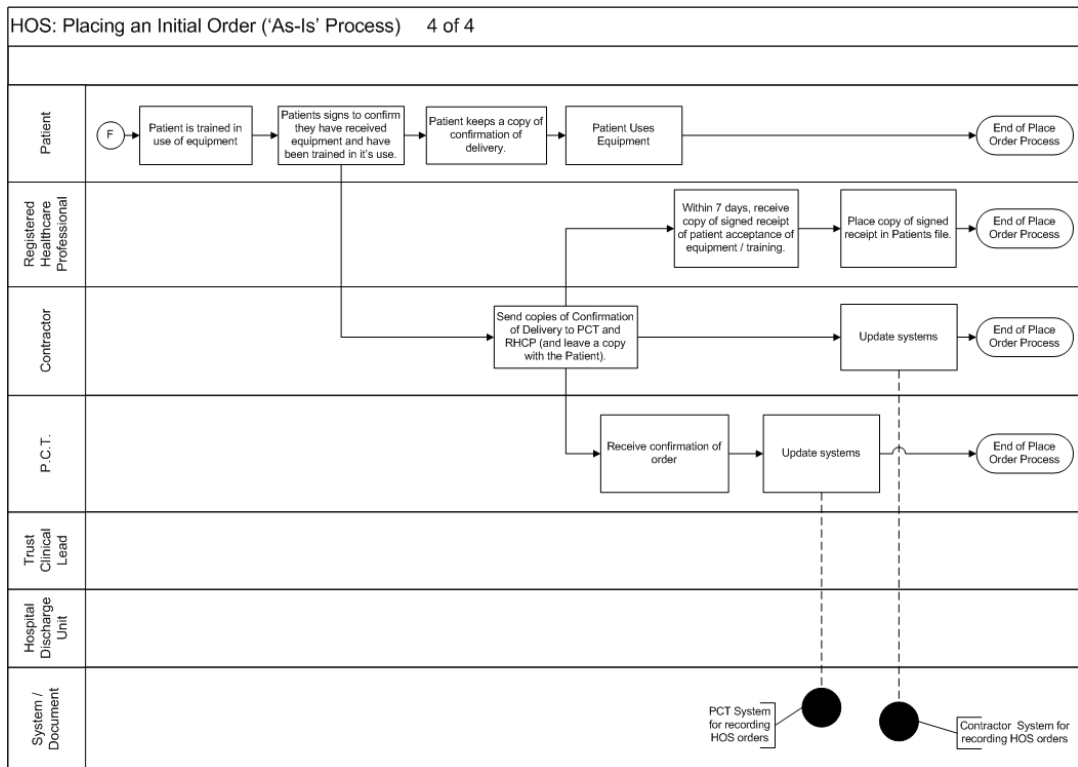 HOS: Placing an Initial Order (‘As-Is’ Process) 4 of 4
Patient
F
Patient is trained in
use of equipment
Patients signs to confirm
they have received
equipment and have
been trained in it's use.
Patient keeps a copy of
confirmation of
delivery.
Patient Uses
Equipment
End of Place
Order Process
Registered
Healthcare
Professional
Within 7 days, receive
copy of signed receipt
of patient acceptance of
equipment / training.
Place copy of signed
receipt in Patients file.
End of Place
Order Process
Contractor
Send copies of Confirmation
of Delivery to PCT and
RHCP (and leave a copy
with the Patient).
Update systems
End of Place
Order Process
P.C.T.
Receive confirmation of
order
Update systems
End of Place
Order Process
Trust
Clinical
Lead
Hospital
Discharge
Unit
System /
Document
PCT System
for recording
HOS orders
Contractor System for
recording HOS orders